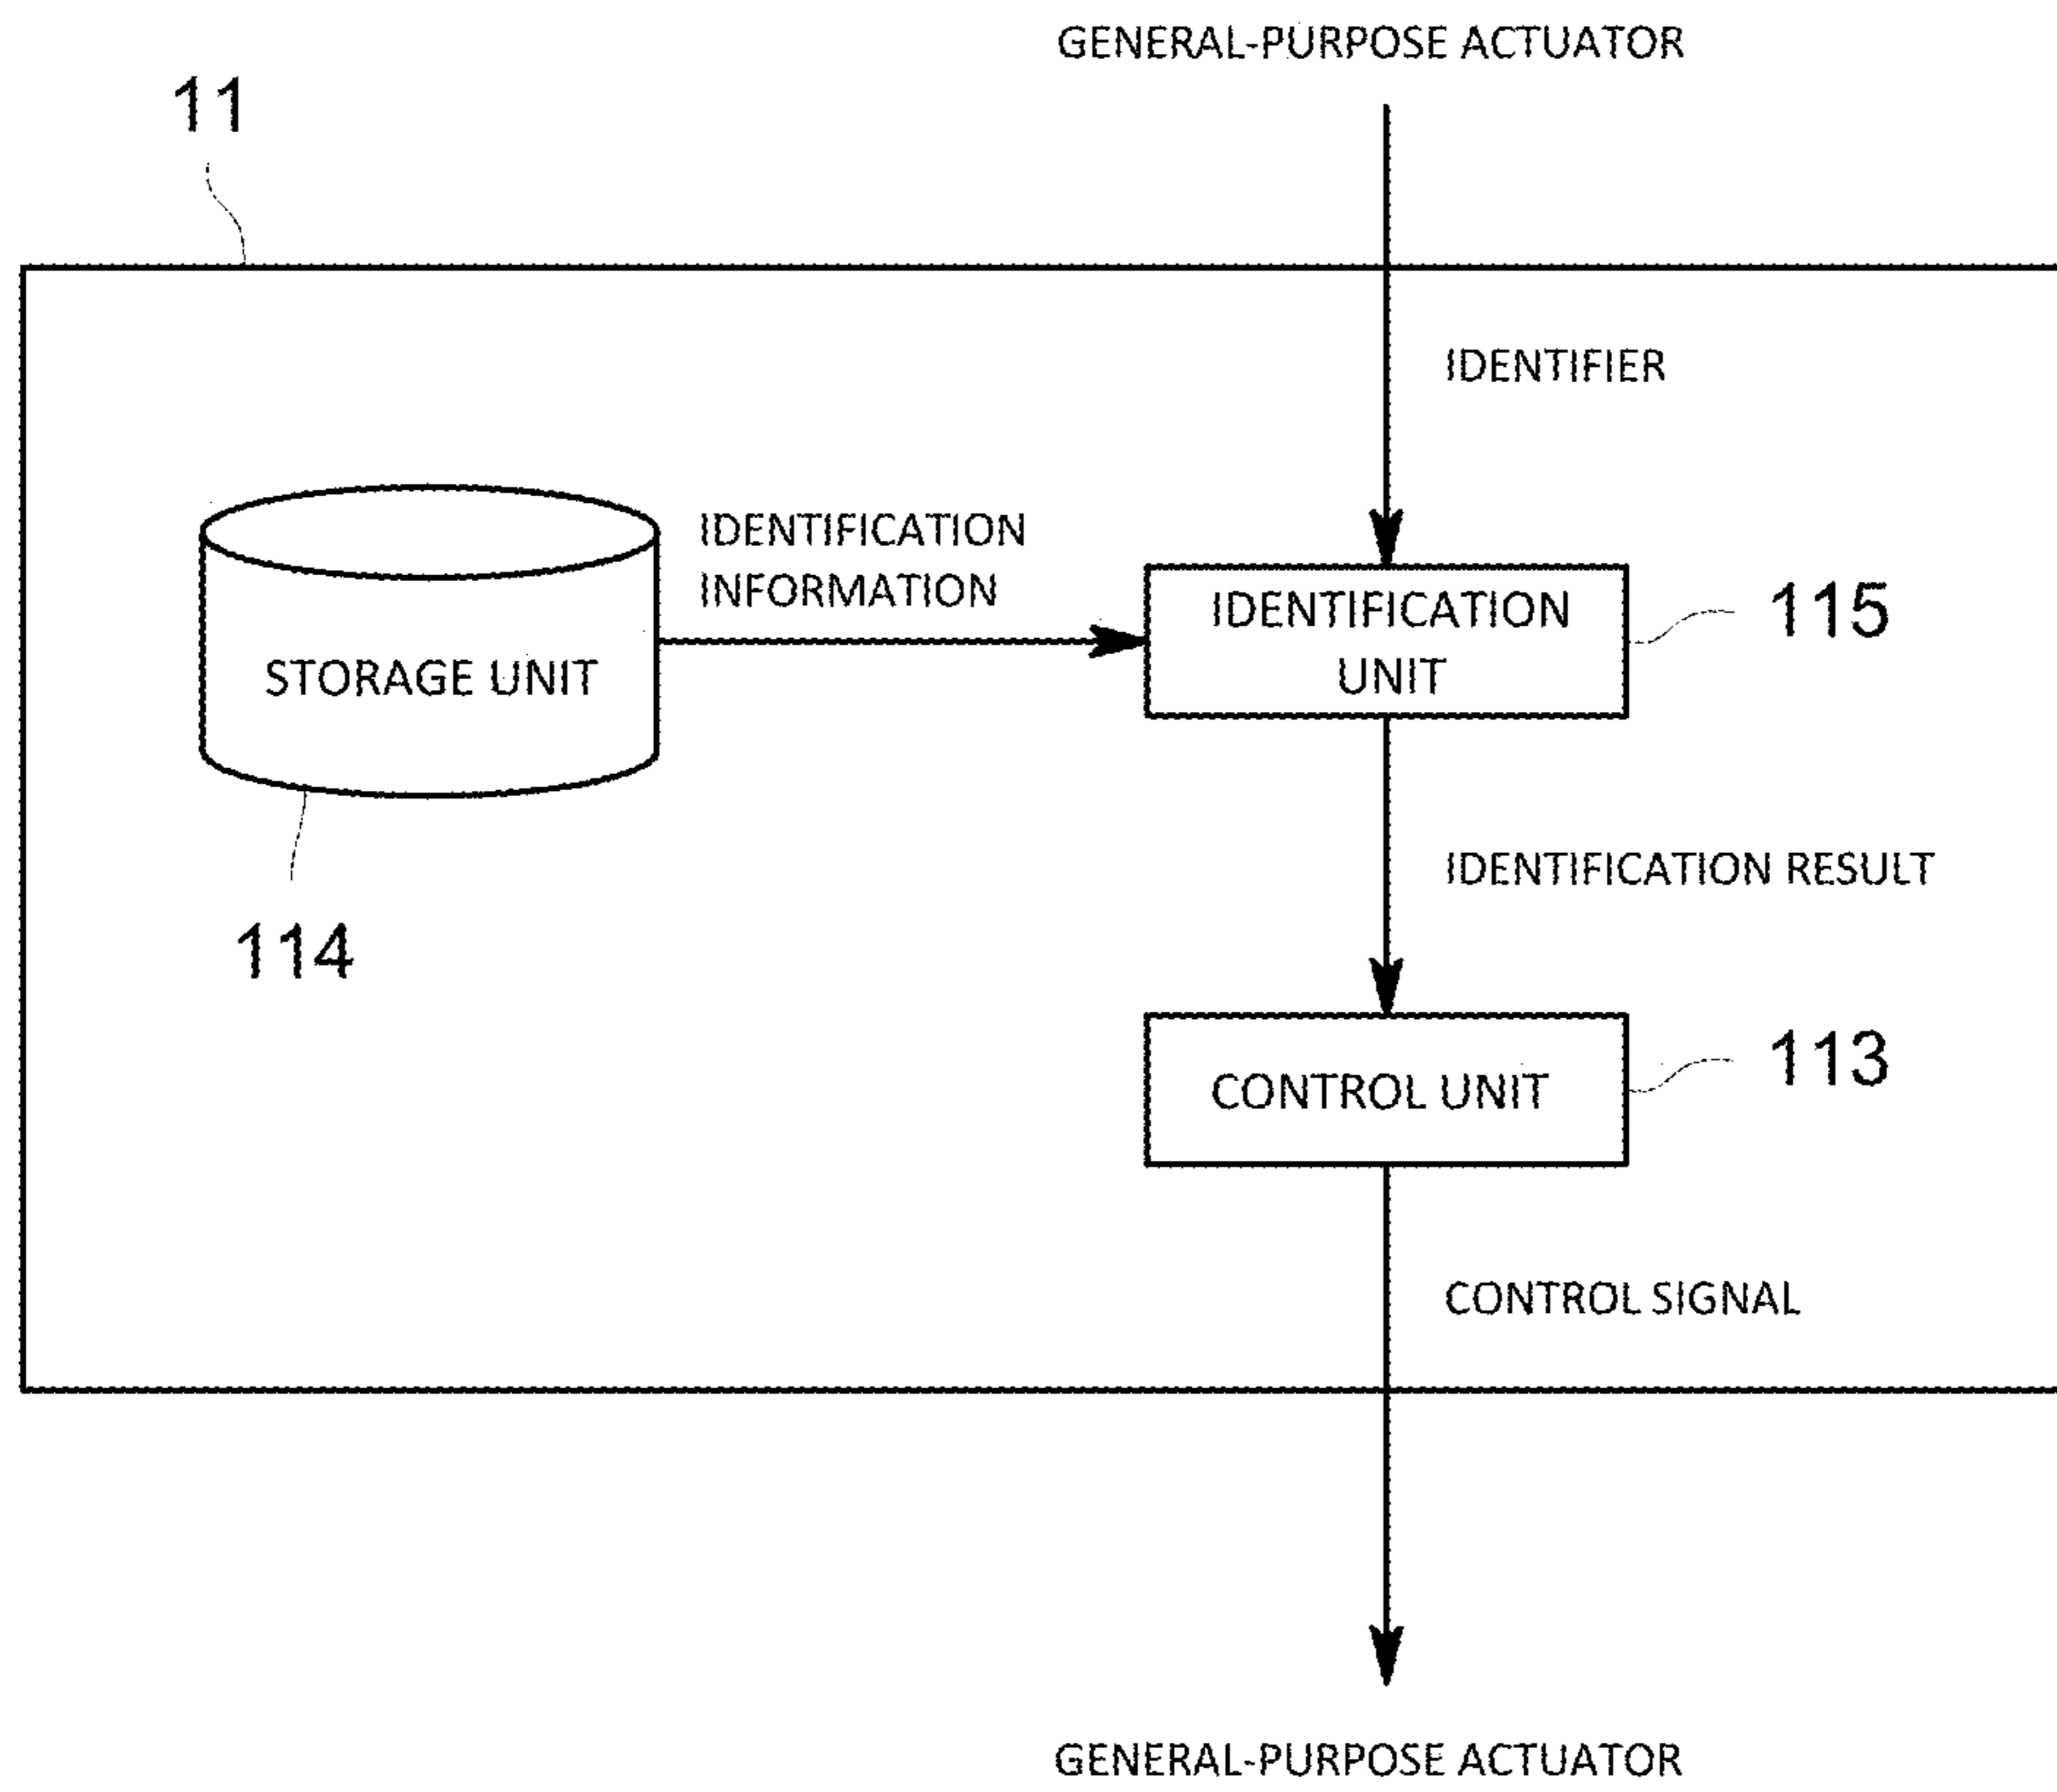 GENERAL-PURPOSE ACTUATOR
11
IDENTIFIER
IDENTIFICATION
INFORMATION
IDENTIFICATION
UNIT
115
STORAGE UNIT
IDENTIFICATION RESULT
114
CONTROL UNIT
113
CONTROL SIGNAL
GENERAL-PURPOSE ACTUATOR